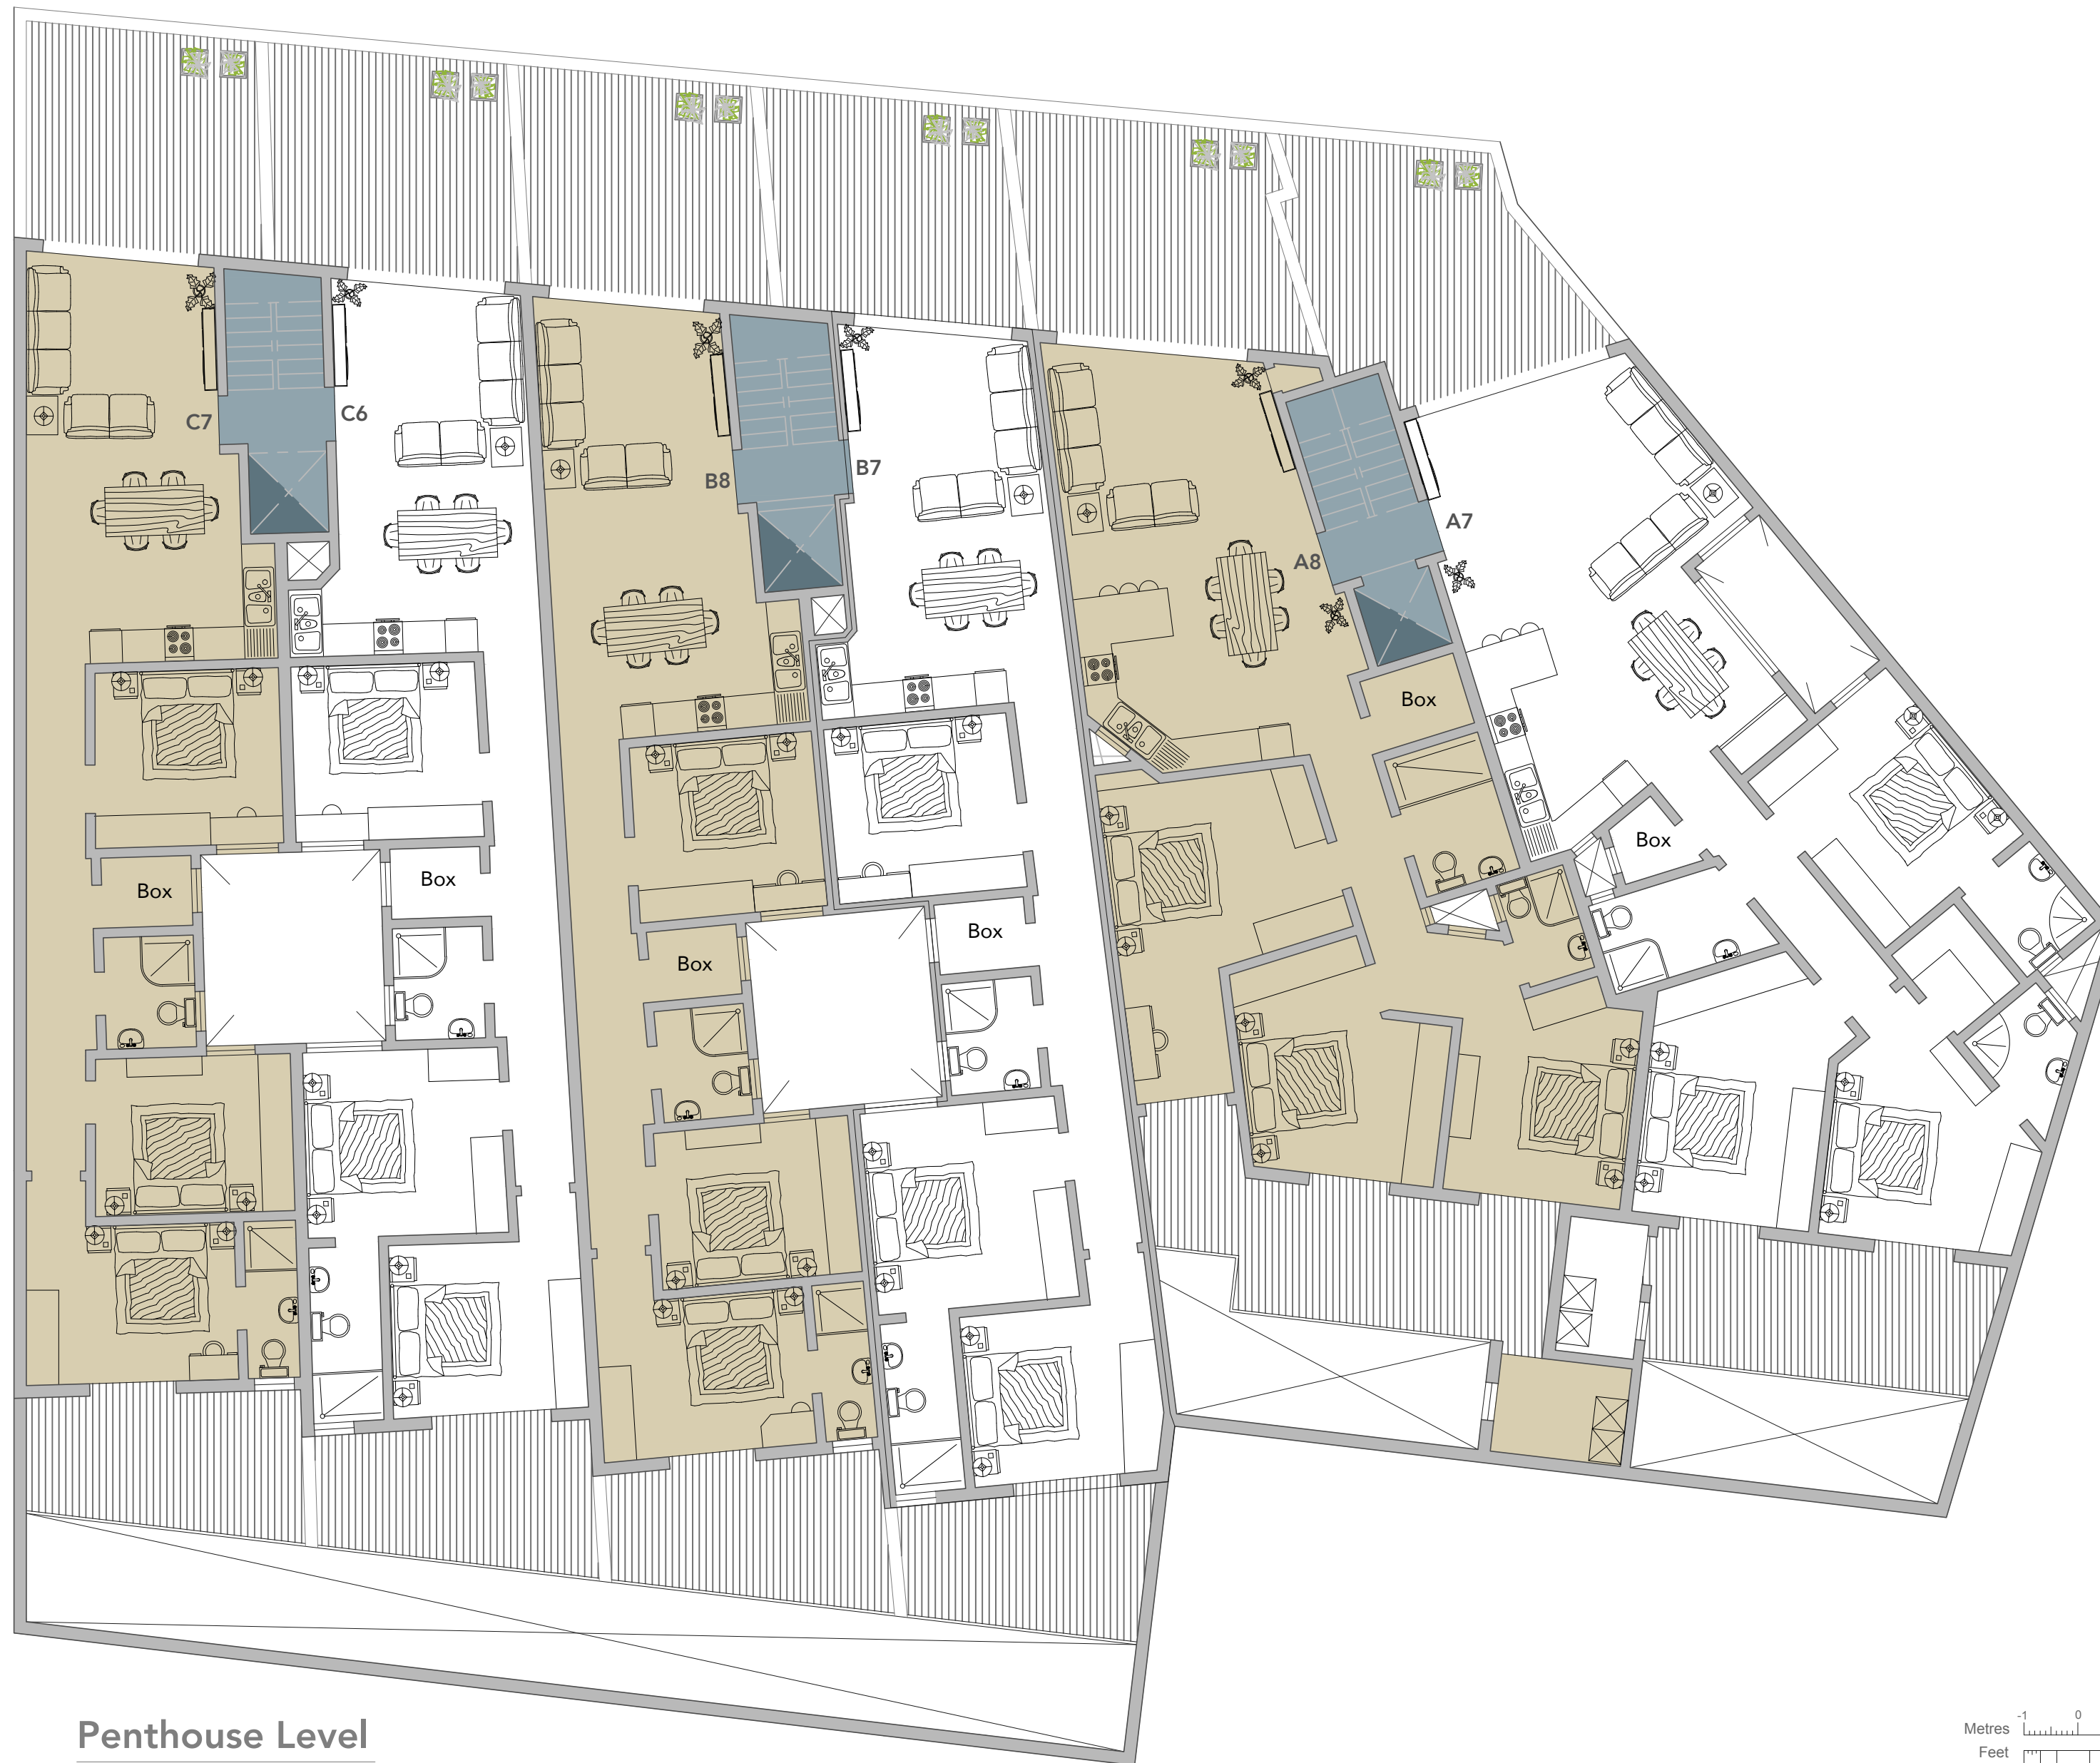 C7
C6
B8
B7
A7
A8
Box
Box
Box
Box
Box
Box
Penthouse Level
-1 0
Metres
Feet